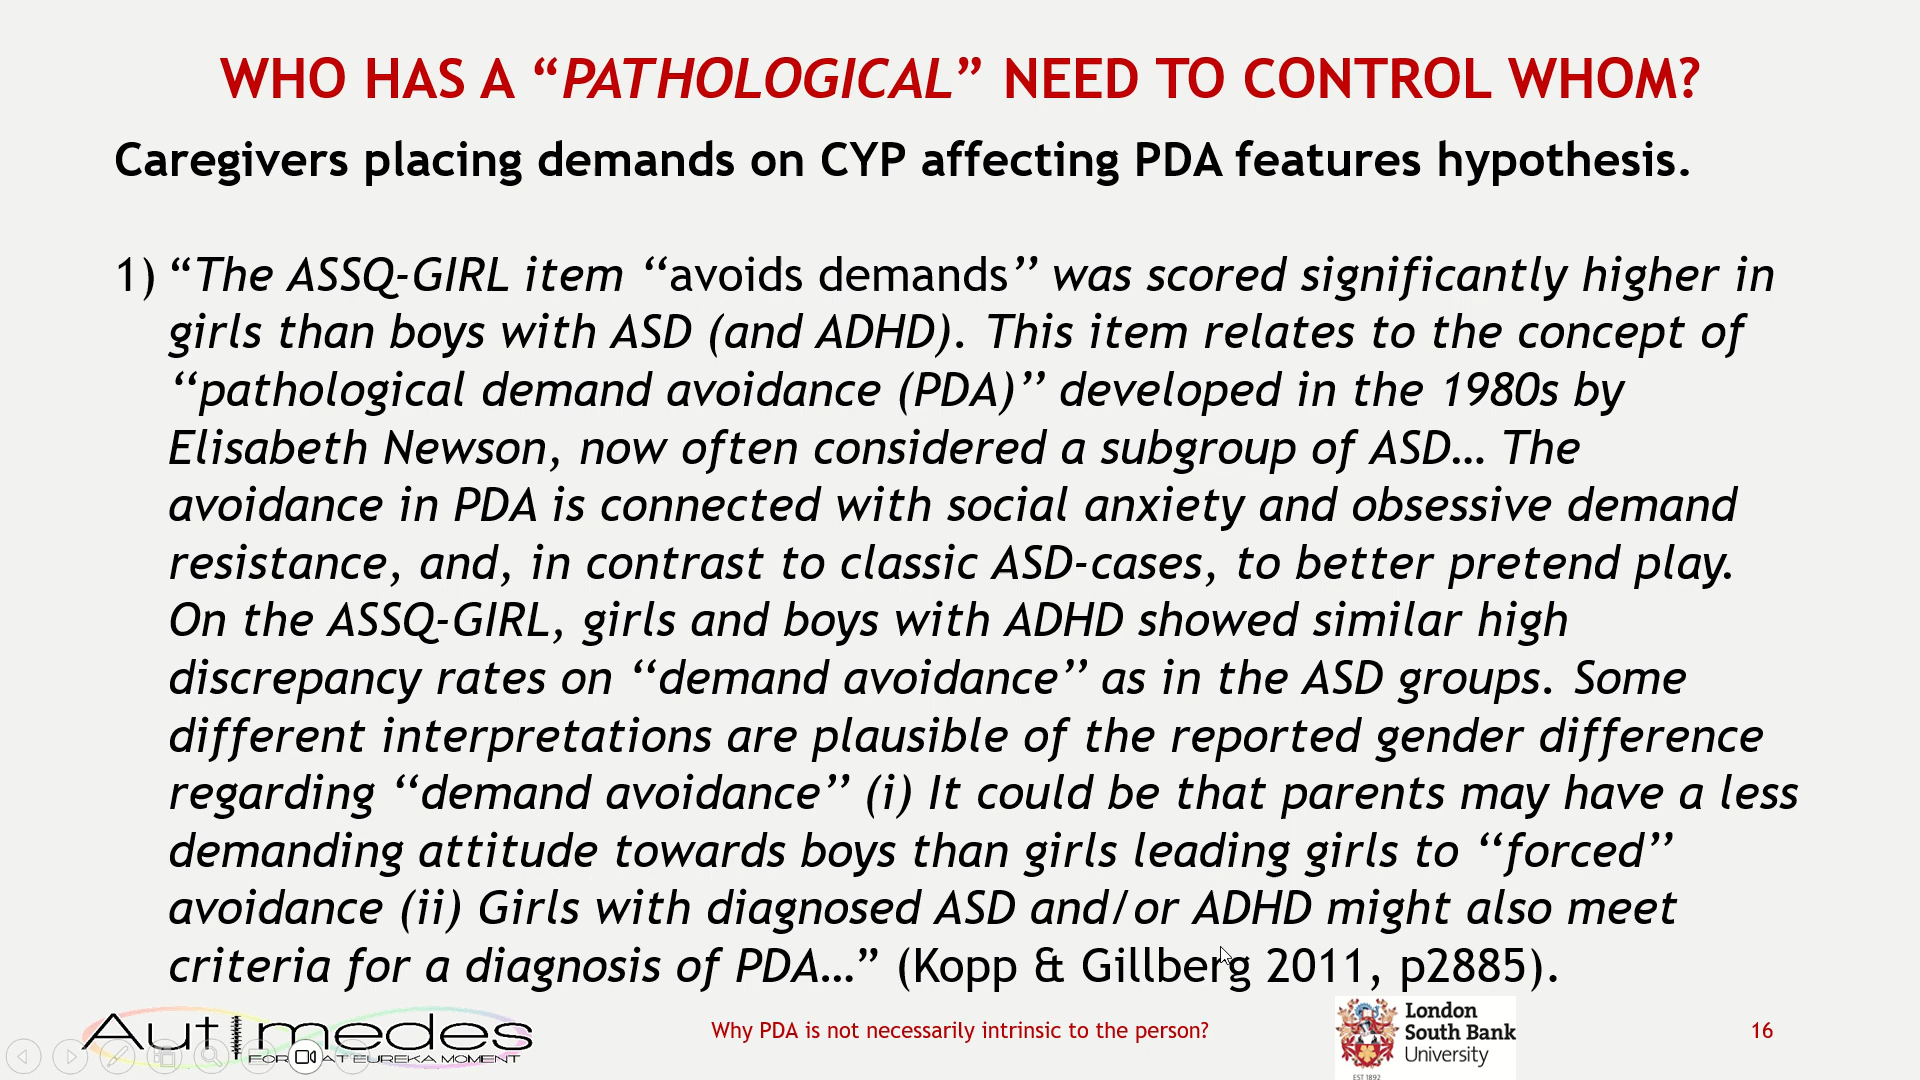 WHO HAS A “PATHOLOGICAL” NEED TO CONTROL WHOM?
Caregivers placing demands on CYP affecting PDA features hypothesis.
1) “The ASSQ-GIRL item ‘‘avoids demands’’ was scored significantly higher in
girls than boys with ASD (and ADHD). This item relates to the concept of
‘‘pathological demand avoidance (PDA)’’ developed in the 1980s by
Elisabeth Newson, now often considered a subgroup of ASD… The
avoidance in PDA is connected with social anxiety and obsessive demand
resistance, and, in contrast to classic ASD-cases, to better pretend play.
On the ASSQ-GIRL, girls and boys with ADHD showed similar high
discrepancy rates on ‘‘demand avoidance’’ as in the ASD groups. Some
different interpretations are plausible of the reported gender difference
regarding ‘‘demand avoidance’’ (i) It could be that parents may have a less
demanding attitude towards boys than girls leading girls to ‘‘forced’’
avoidance (ii) Girls with diagnosed ASD and/or ADHD might also meet
criteria for a diagnosis of PDA…” (Kopp & Gillberg 2011, p2885).
Autimedes
FOR AT EUREKA MOMENT
Why PDA is not necessarily intrinsic to the person?
London
South Bank
University
EST 1892
16